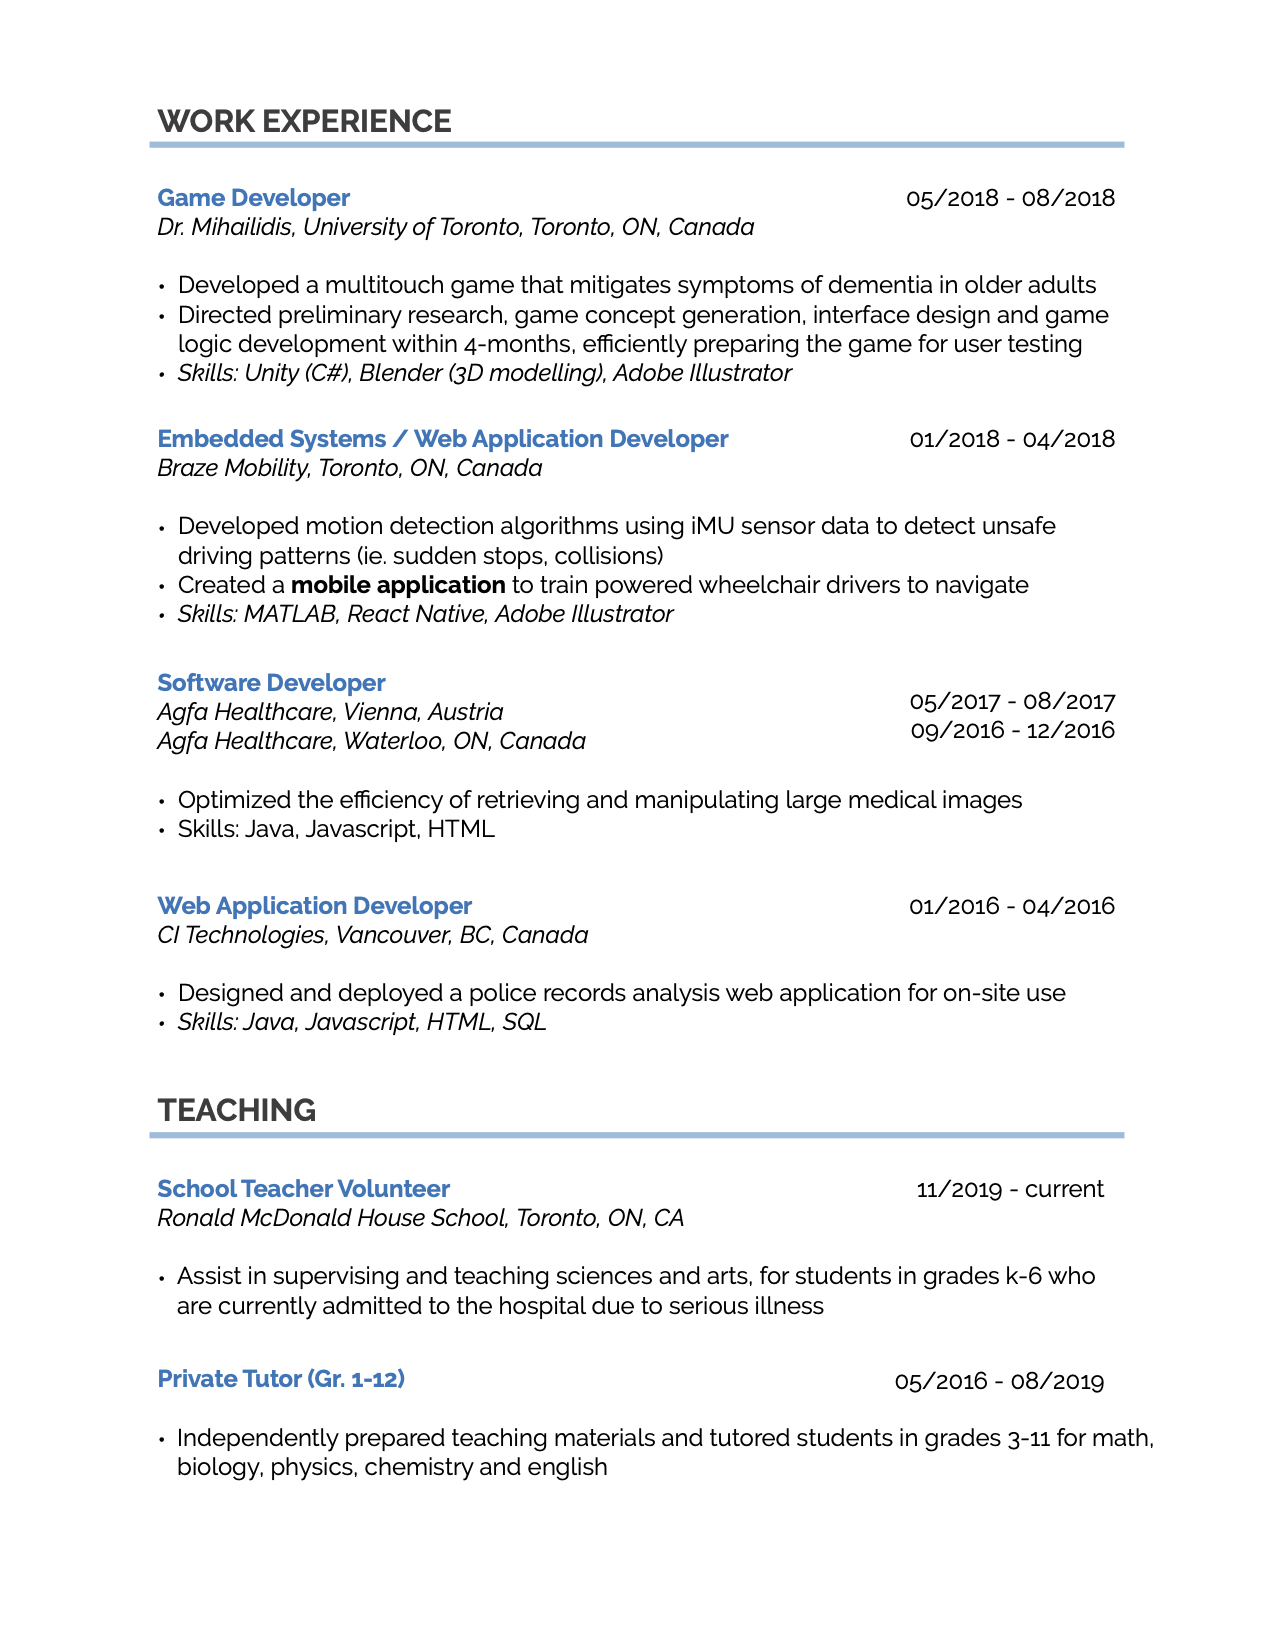 WORK EXPERIENCE
Game Developer 05/2018 - 08/2018
Dr. Mihailidis, University of Toronto, Toronto, ON, Canada
• Developed a multitouch game that mitigates symptoms of dementia in older adults
• Directed preliminary research, game concept generation, interface design and game
logic development within 4-months, efficiently preparing the game for user testing
• Skills: Unity (C#), Blender (3D modelling), Adobe Illustrator
Embedded Systems / Web Application Developer 01/2018 - 04/2018
Braze Mobility, Toronto, ON, Canada
• Developed motion detection algorithms using iMU sensor data to detect unsafe
driving patterns (ie. sudden stops, collisions)
• Created a mobile application to train powered wheelchair drivers to navigate
• Skills: MATLAB, React Native, Adobe Illustrator
Software Developer
Agfa Healthcare, Vienna, Austria 05/2017 - 08/2017
Agfa Healthcare, Waterloo, ON, Canada 09/2016 - 12/2016
• Optimized the efficiency of retrieving and manipulating large medical images
• Skills: Java, Javascript, HTML
Web Application Developer 01/2016 - 04/2016
CI Technologies, Vancouver, BC, Canada
• Designed and deployed a police records analysis web application for on-site use
• Skills: Java, Javascript, HTML, SQL
TEACHING
School Teacher Volunteer 11/2019 - current
Ronald McDonald House School, Toronto, ON, CA
• Assist in supervising and teaching sciences and arts, for students in grades k-6 who
are currently admitted to the hospital due to serious illness
Private Tutor (Gr. 1-12) 05/2016 - 08/2019
• Independently prepared teaching materials and tutored students in grades 3-11 for math,
biology, physics, chemistry and english